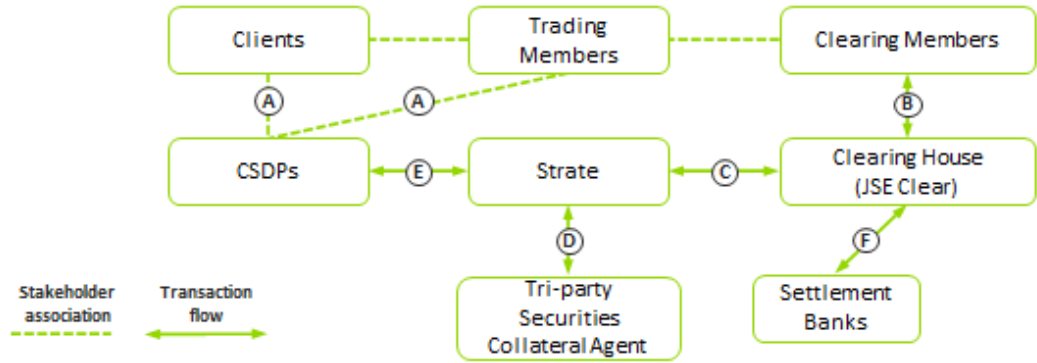 Clients
Trading
Members
Clearing Members
A
A
B
CSDPs
E
Strate
C
Clearing House
(JSE Clear)
D
F
Stakeholder
association
Transaction
flow
Tri-party
Securities
Collateral Agent
Settlement
Banks